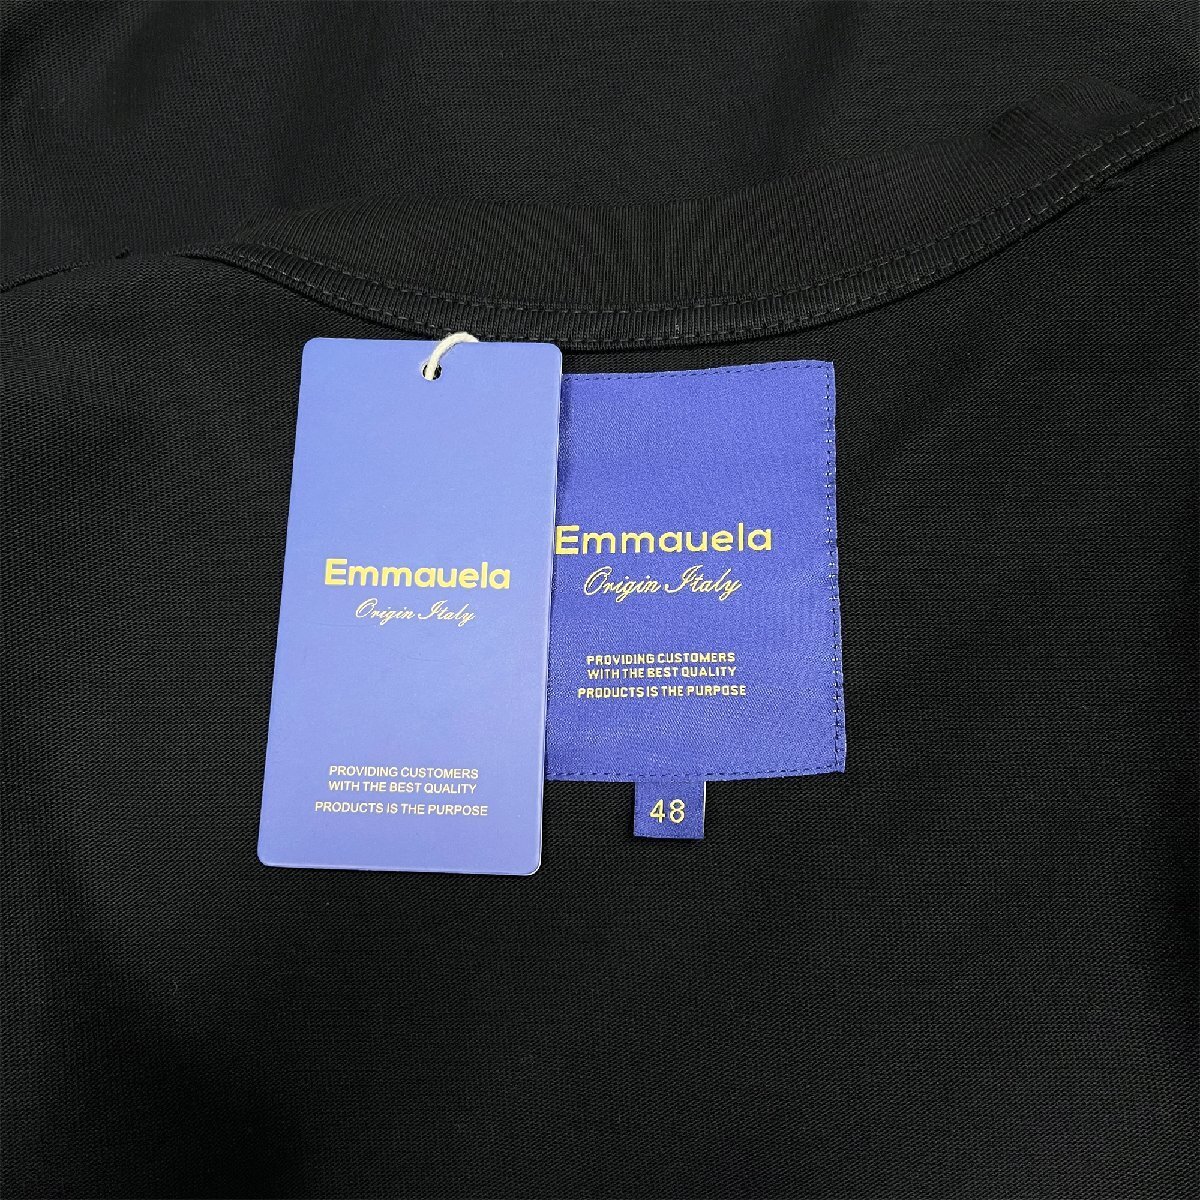 Emmauela
Origin Italy
PROVIDING CUSTOMERS
WITH THE BEST QUALITY
PRODUCTS IS THE PURPOSE
Emmauela
Origin Italy
PROVIDING CUSTOMERS
WITH THE BEST QUALITY
PRODUCTS IS THE PURPOSE
48